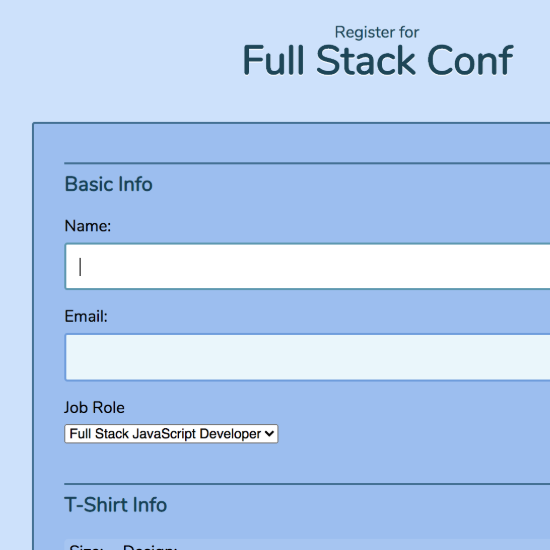 Register for
Full Stack Conf
Basic Info
Name:
Email:
Job Role
Full Stack JavaScript Developer
T-Shirt Info
Size: Design: